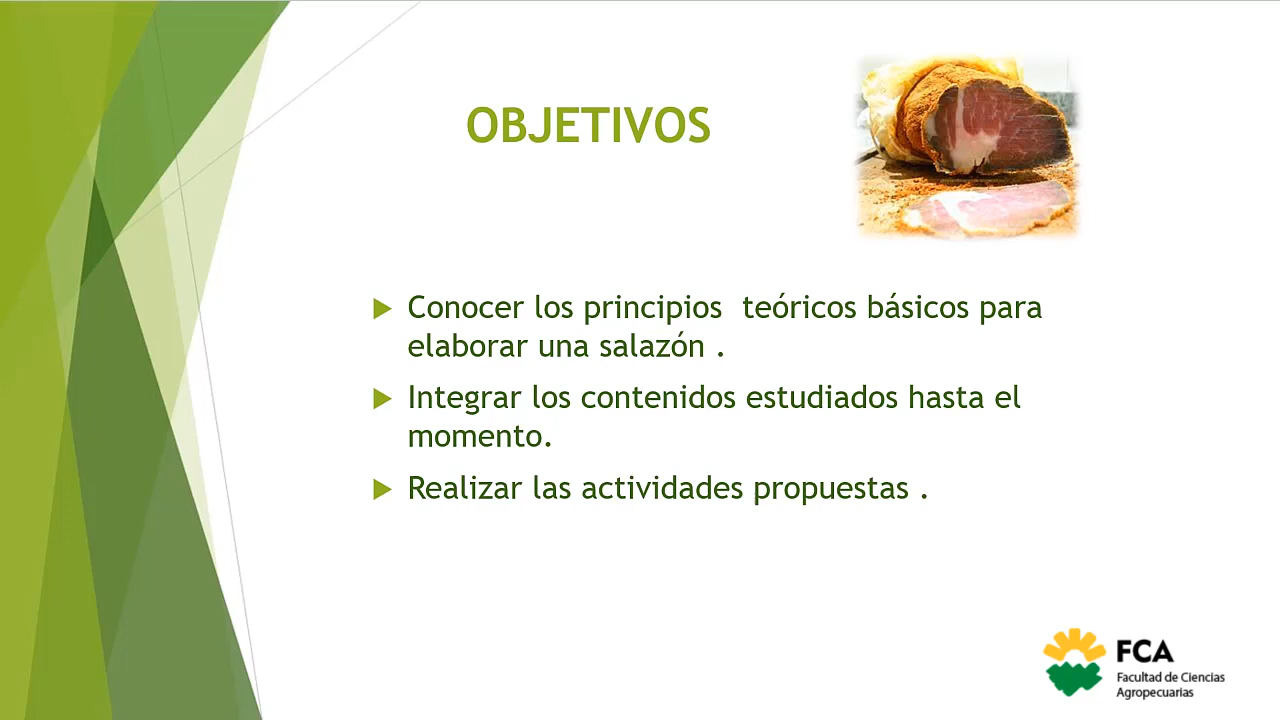 OBJETIVOS
Conocer los principios teóricos básicos para
elaborar una salazón .
Integrar los contenidos estudiados hasta el
momento.
Realizar las actividades propuestas .
FCA
Facultad de Ciencias
Agropecuarias